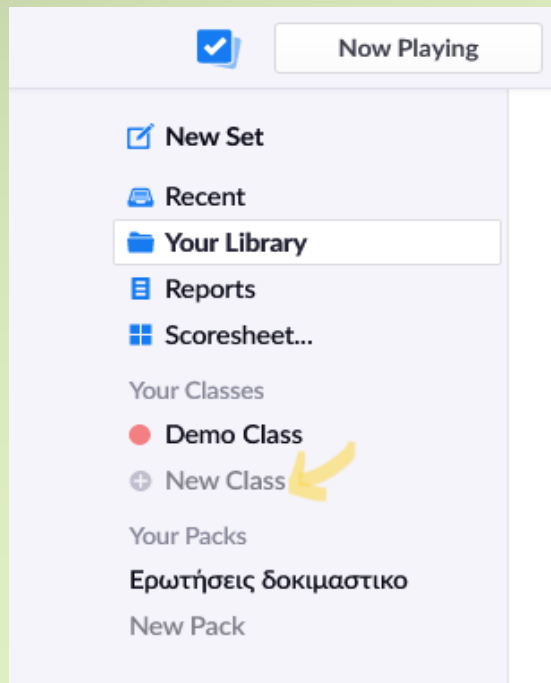 Now Playing
New Set
Recent
Your Library
Reports
Scoresheet...
Your Classes
Demo Class
New Class
Your Packs
Ερωτήσεις δοκιμαστικο
New Pack